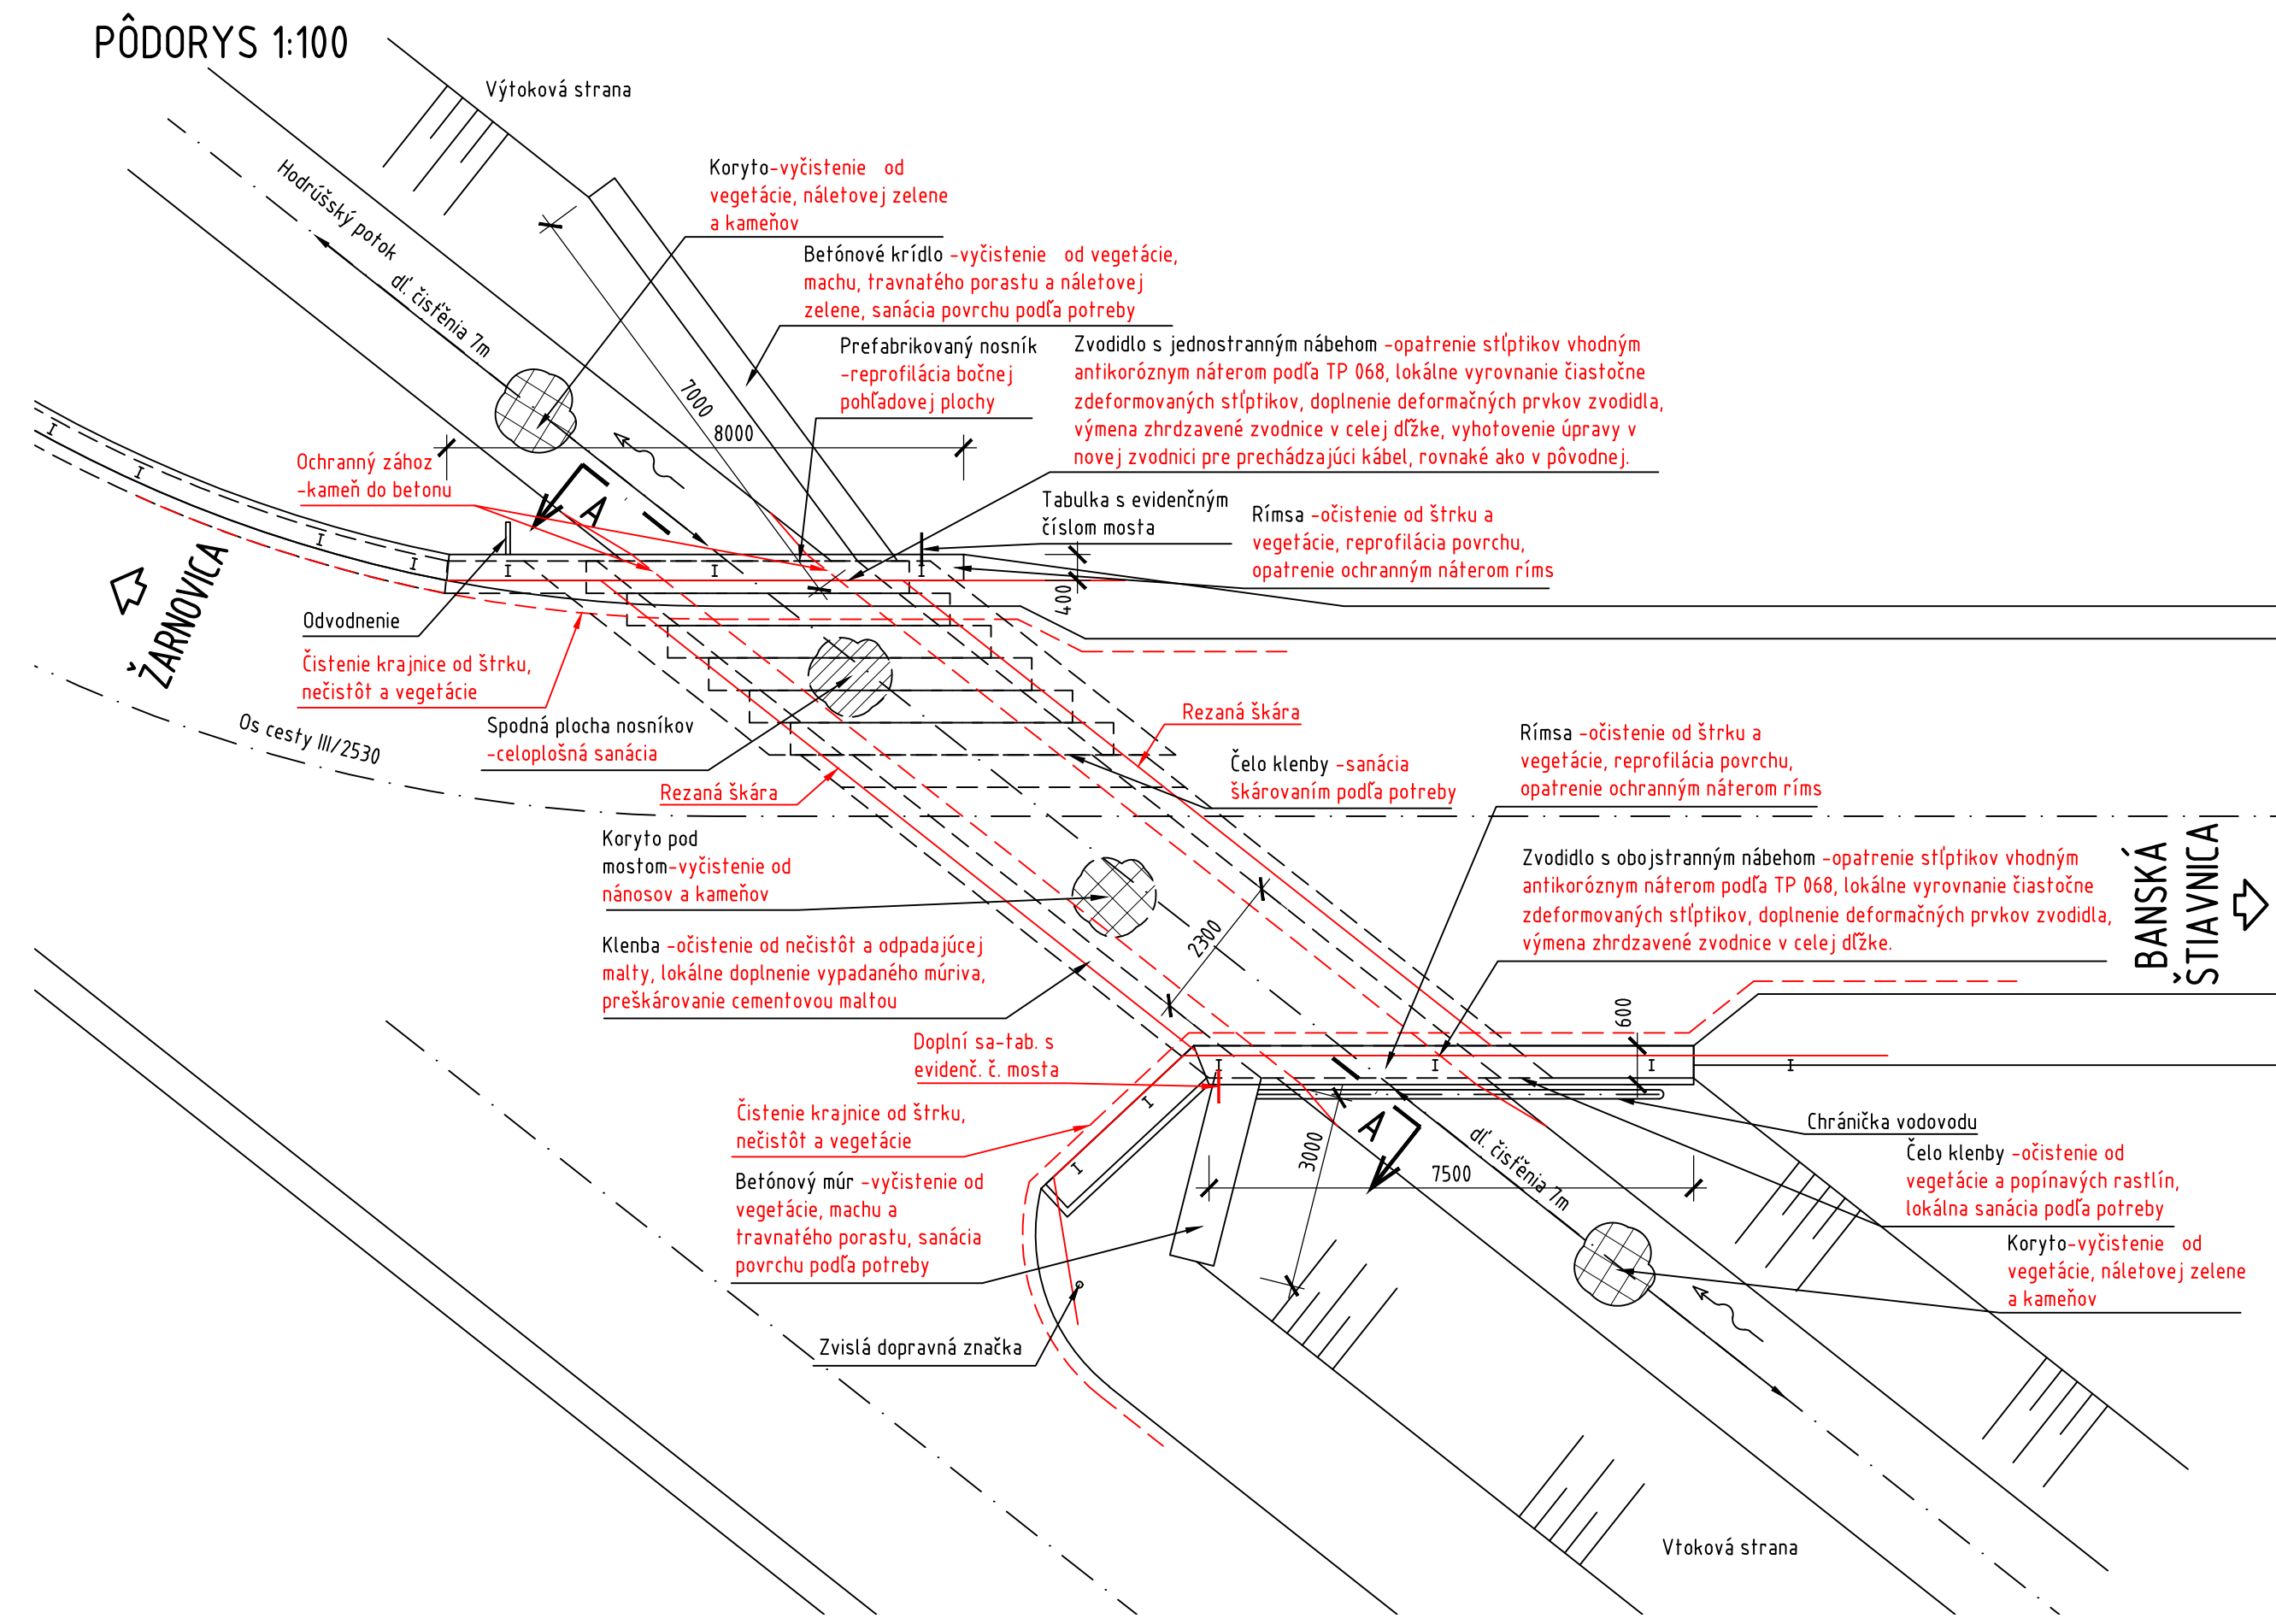 PÔDORYS 1:100
Výtoková strana
Hodrúšský potok
dľ. čisťěnia 7m
Koryto-vyčistenie od
vegetácie, náletovej zelene
a kameňov
Betónové krídlo -vyčistenie od vegetácie,
machu, travnatého porastu a náletovej
zelene, sanácia povrchu podľa potreby
Prefabrikovaný nosník
-reprofilácia bočnej
pohľadovej plochy
Zvodidlo s jednostranným nábehom -opatrenie stĺptikov vhodným
antikoróznym náterom podľa TP 068, lokálne vyrovnanie čiastočne
zdeformovaných stĺptikov, doplnenie deformačných prvkov zvodidla,
výmena zhrdzavené zvodnice v celej dĺžke, vyhotovenie úpravy v
novej zvodnici pre prechádzajúci kábel, rovnaké ako v pôvodnej.
7000
8000
Ochranný zához
-kameň do betonu
A
Tabulka s evidenčným
číslom mosta
Rímsa -očistenie od štrku a
vegetácie, reprofilácia povrchu,
opatrenie ochranným náterom ríms
400
ŽARNOVICA
Odvodnenie
Čistenie krajnice od štrku,
nečistôt a vegetácie
Os cesty III/2530
Spodná plocha nosníkov
-celoplošná sanácia
Rezaná škára
Rezaná škára
Čelo klenby -sanácia
škárovaním podľa potreby
Rímsa -očistenie od štrku a
vegetácie, reprofilácia povrchu,
opatrenie ochranným náterom ríms
Koryto pod
mostom-vyčistenie od
nánosov a kameňov
Zvodidlo s obojstranným nábehom -opatrenie stĺptikov vhodným
antikoróznym náterom podľa TP 068, lokálne vyrovnanie čiastočne
zdeformovaných stĺptikov, doplnenie deformačných prvkov zvodidla,
výmena zhrdzavené zvodnice v celej dĺžke.
BANSKÁ
ŠTIAVNICA
2300
Klenba -očistenie od nečistôt a odpadajúcej
malty, lokálne doplnenie vypadaného múriva,
preškárovanie cementovou maltou
600
Doplní sa-tab. s
evidenč. č. mosta
Čistenie krajnice od štrku,
nečistôt a vegetácie
A
3000
7500
dľ. čisťěnia 7m
Chránička vodovodu
Čelo klenby -očistenie od
vegetácie a popínavých rastlín,
lokálna sanácia podľa potreby
Betónový múr -vyčistenie od
vegetácie, machu a
travnatého porastu, sanácia
povrchu podľa potreby
Koryto-vyčistenie od
vegetácie, náletovej zelene
a kameňov
Zvislá dopravná značka
Vtoková strana